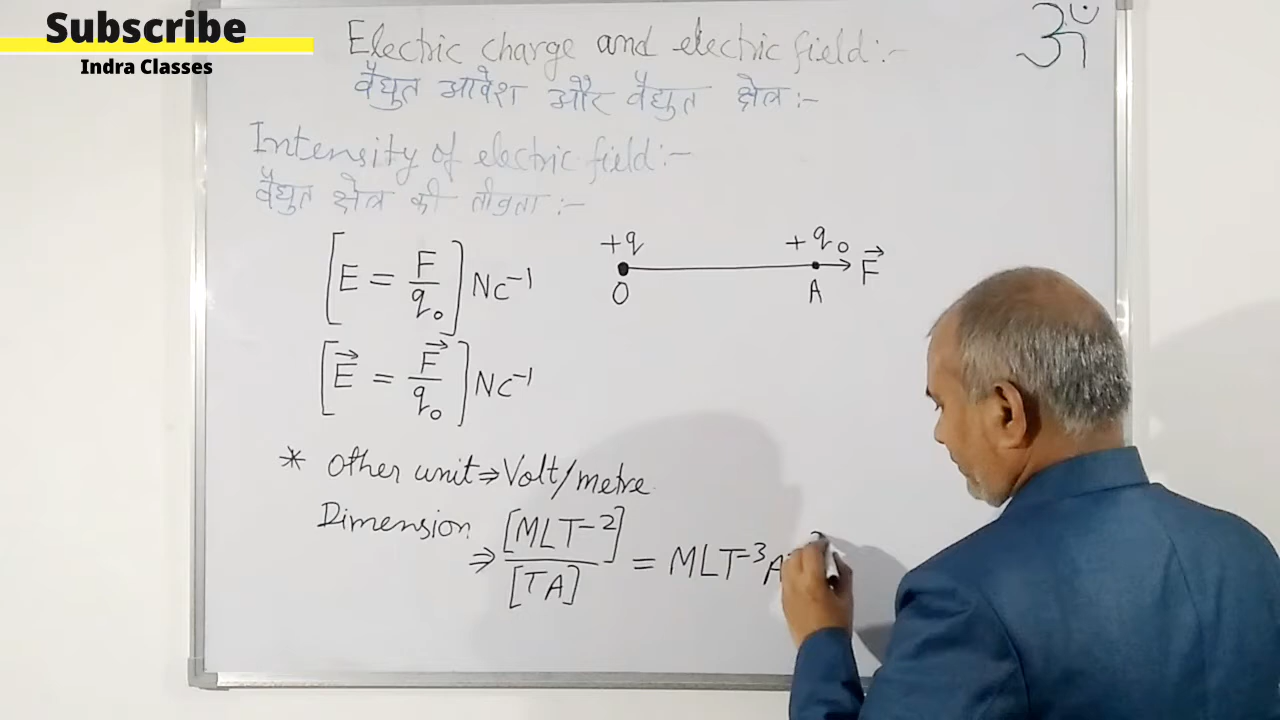 Subscribe
Indra Classes
ॐ
Electric charge and electric field:-
वैद्युत आवेश और वैद्युत क्षेत्र:-
Intensity of electric field:-
वैद्युत क्षेत्र की तीव्रता:-
[E = F/q₀] NC⁻¹
+q +q₀
O A F⃗
[E⃗ = F⃗/q₀] NC⁻¹
* Other unit ⇒ Volt/metre
Dimension
⇒ [MLT⁻²]/[TA] = MLT⁻³A